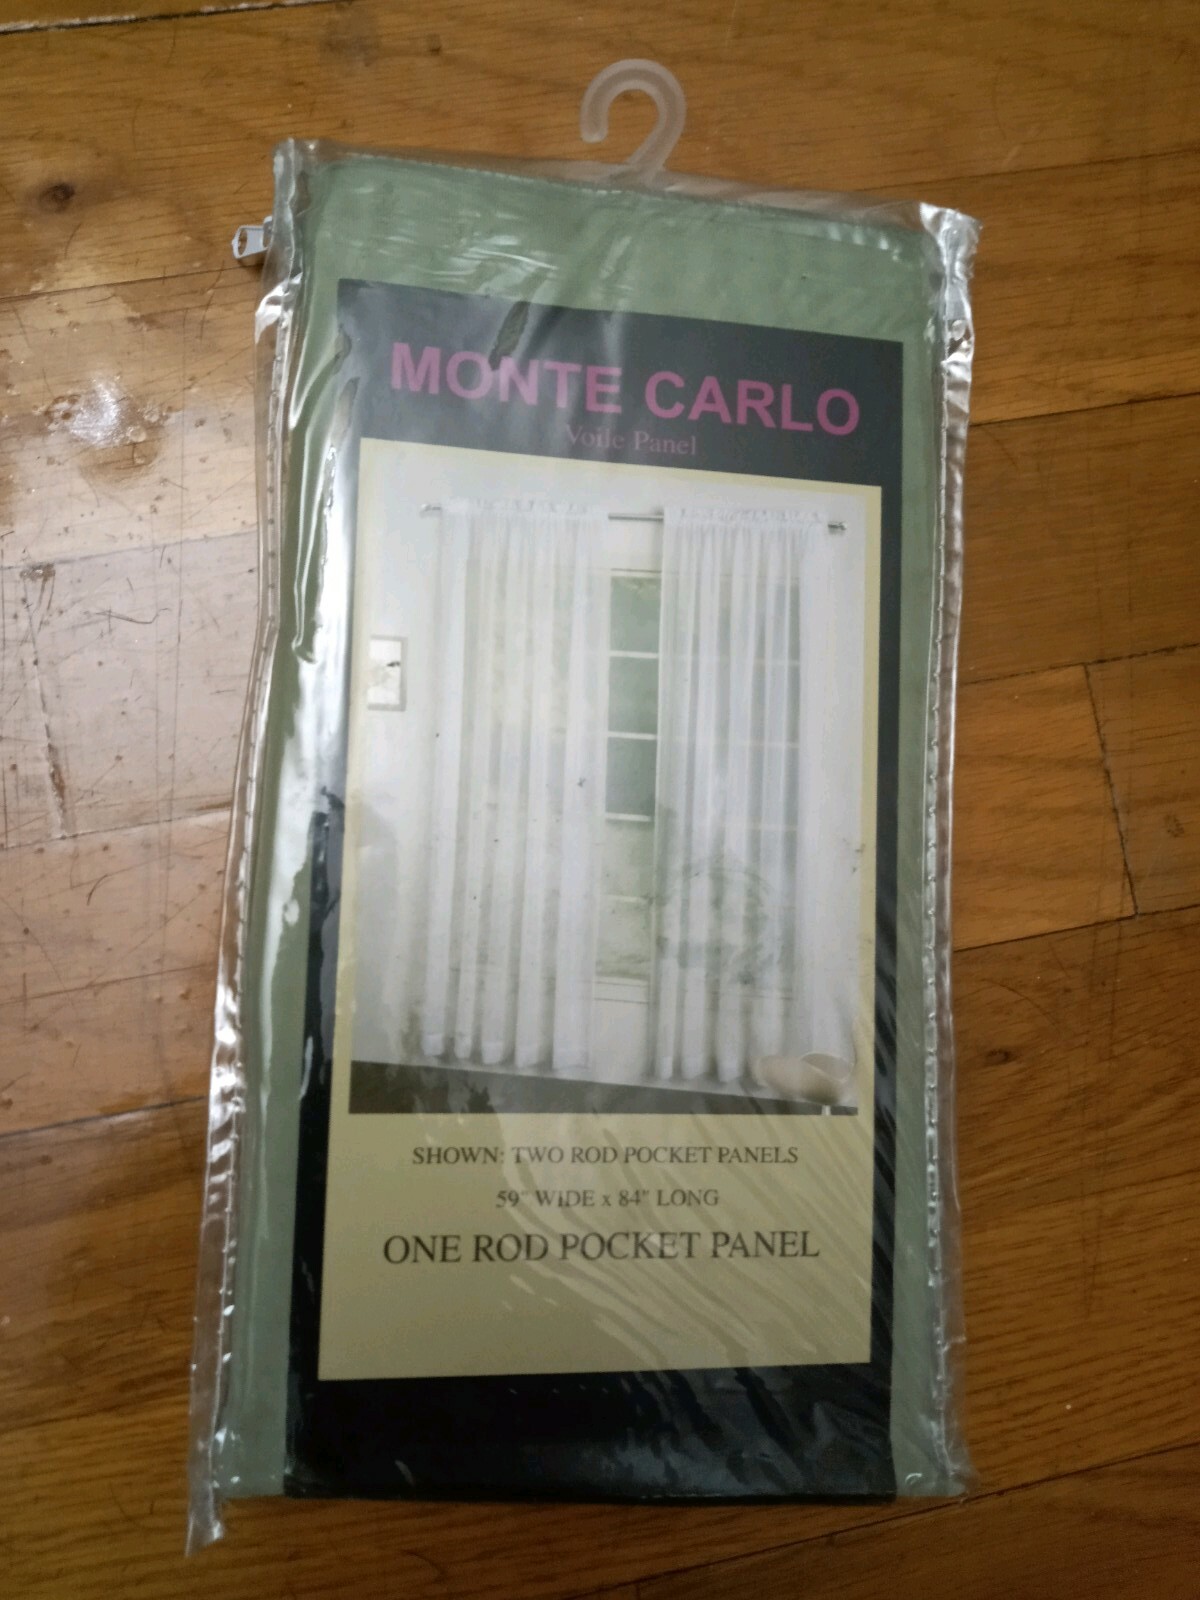 MONTE CARLO
Voile Panel
SHOWN: TWO ROD POCKET PANELS
59" WIDE x 84" LONG
ONE ROD POCKET PANEL